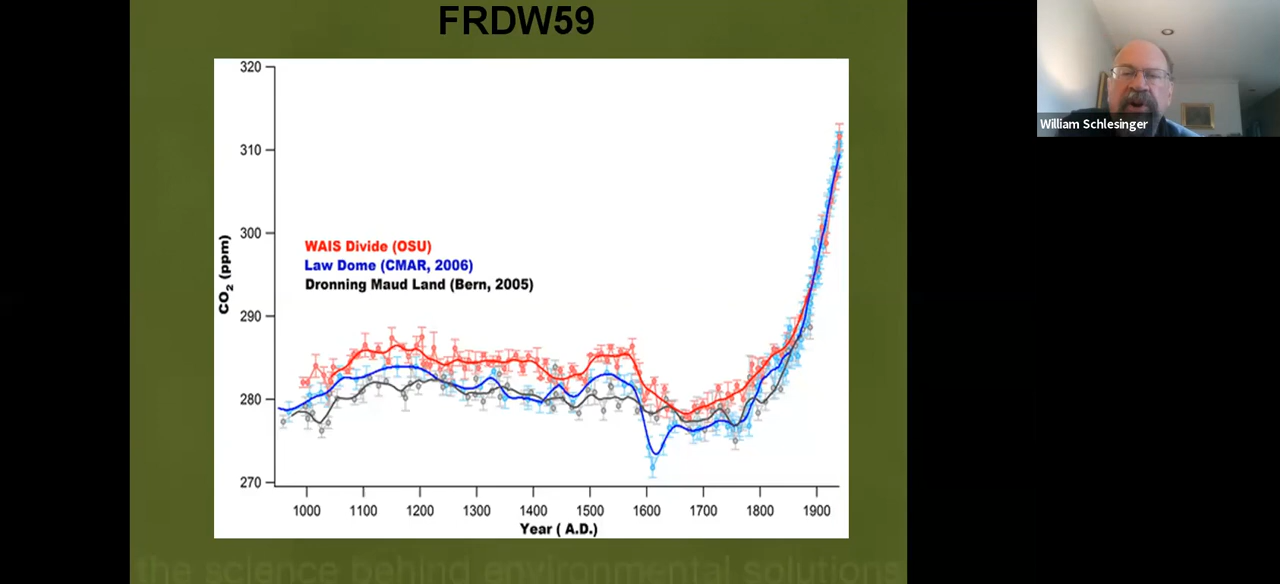 FRDW59
320
310
300
290
280
270
CO2 (ppm)
WAIS Divide (OSU)
Law Dome (CMAR, 2006)
Dronning Maud Land (Bern, 2005)
1000 1100 1200 1300 1400 1500 1600 1700 1800 1900
Year ( A.D.)
the science behind environmental solutions
William Schlesinger